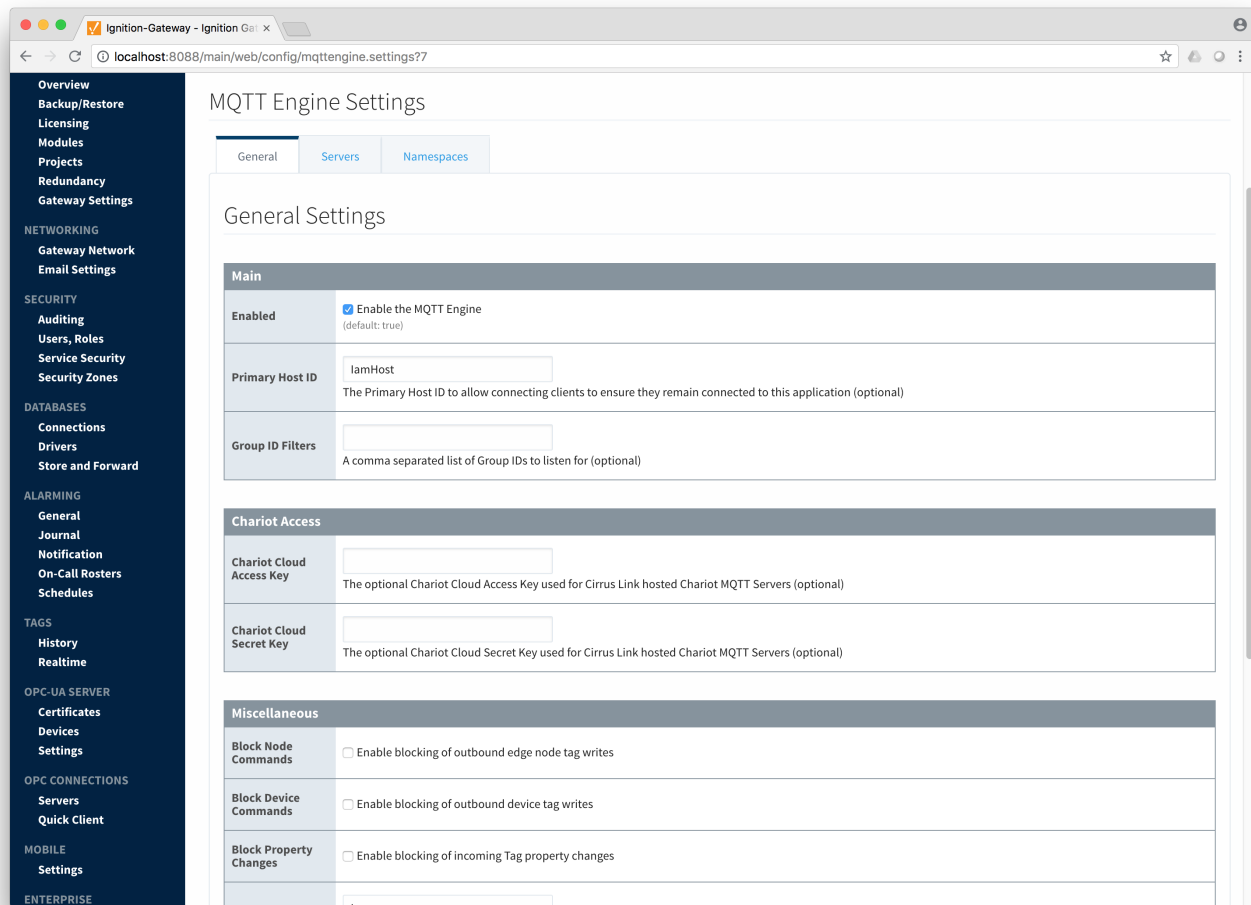 Ignition-Gateway - Ignition Ga
localhost:8088/main/web/config/mqttengine.settings?7
Overview
Backup/Restore
Licensing
Modules
Projects
Redundancy
Gateway Settings
NETWORKING
Gateway Network
Email Settings
SECURITY
Auditing
Users, Roles
Service Security
Security Zones
DATABASES
Connections
Drivers
Store and Forward
ALARMING
General
Journal
Notification
On-Call Rosters
Schedules
TAGS
History
Realtime
OPC-UA SERVER
Certificates
Devices
Settings
OPC CONNECTIONS
Servers
Quick Client
MOBILE
Settings
ENTERPRISE
MQTT Engine Settings
General Servers Namespaces
General Settings
Main
Enabled
Enable the MQTT Engine
(default: true)
Primary Host ID
IamHost
The Primary Host ID to allow connecting clients to ensure they remain connected to this application (optional)
Group ID Filters
A comma separated list of Group IDs to listen for (optional)
Chariot Access
Chariot Cloud
Access Key
The optional Chariot Cloud Access Key used for Cirrus Link hosted Chariot MQTT Servers (optional)
Chariot Cloud
Secret Key
The optional Chariot Cloud Secret Key used for Cirrus Link hosted Chariot MQTT Servers (optional)
Miscellaneous
Block Node
Commands
Enable blocking of outbound edge node tag writes
Block Device
Commands
Enable blocking of outbound device tag writes
Block Property
Changes
Enable blocking of incoming Tag property changes